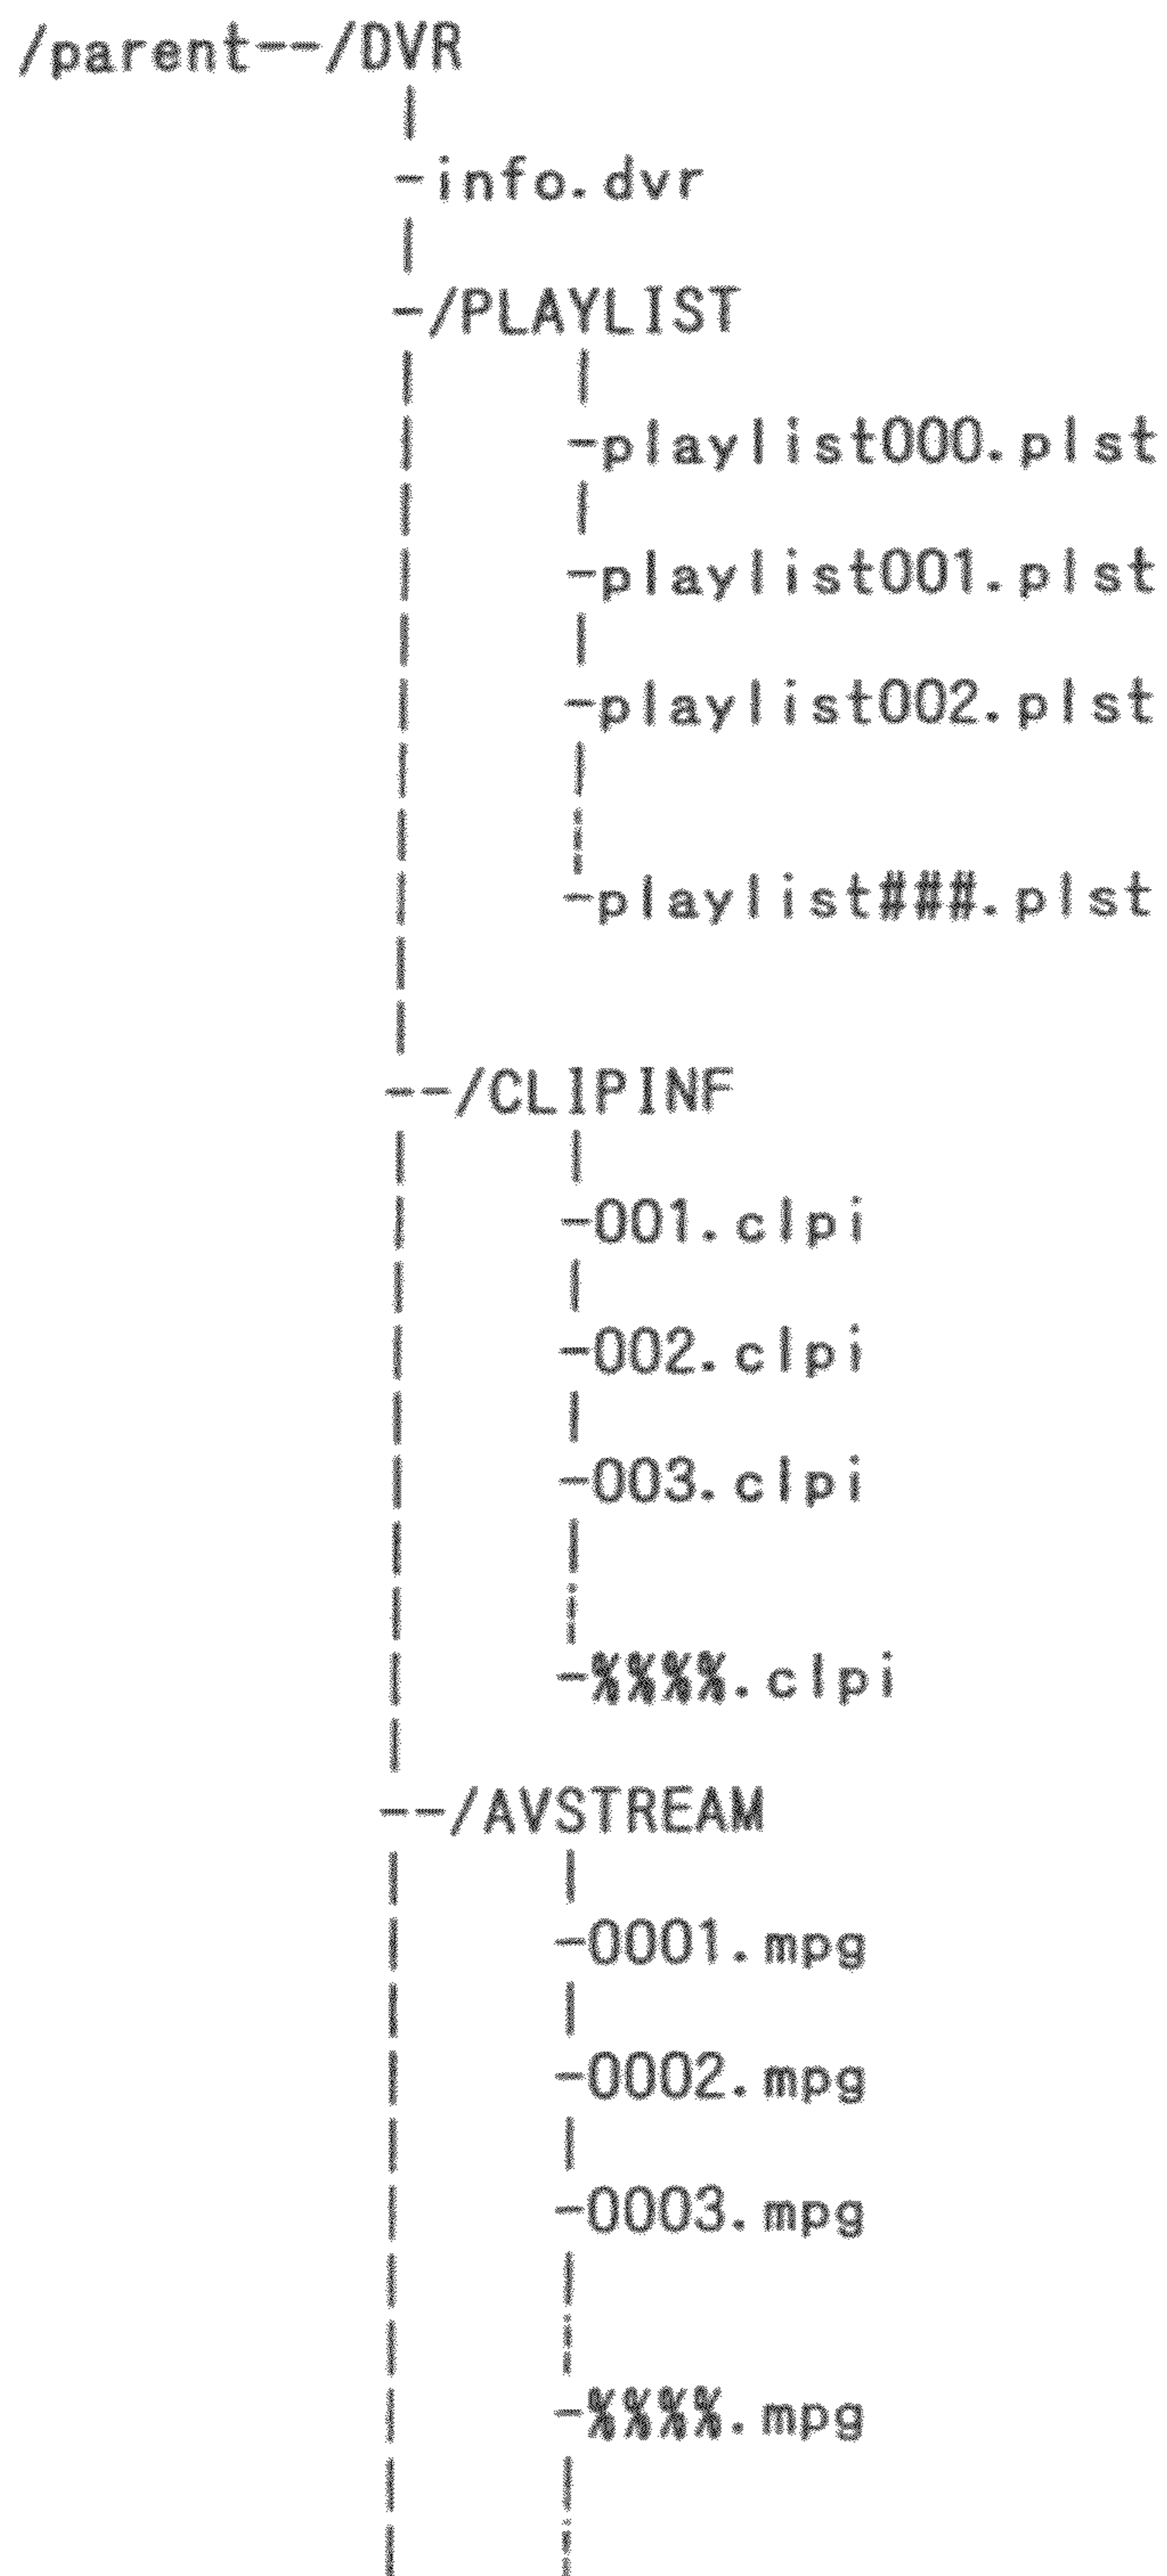 /parent--/DVR
-info.dvr
-/PLAYLIST
-playlist000.plst
-playlist001.plst
-playlist002.plst
-playlist###.plst
--/CLIPINF
-001.clpi
-002.clpi
-003.clpi
-%%%%.clpi
--/AVSTREAM
-0001.mpg
-0002.mpg
-0003.mpg
-%%%%.mpg